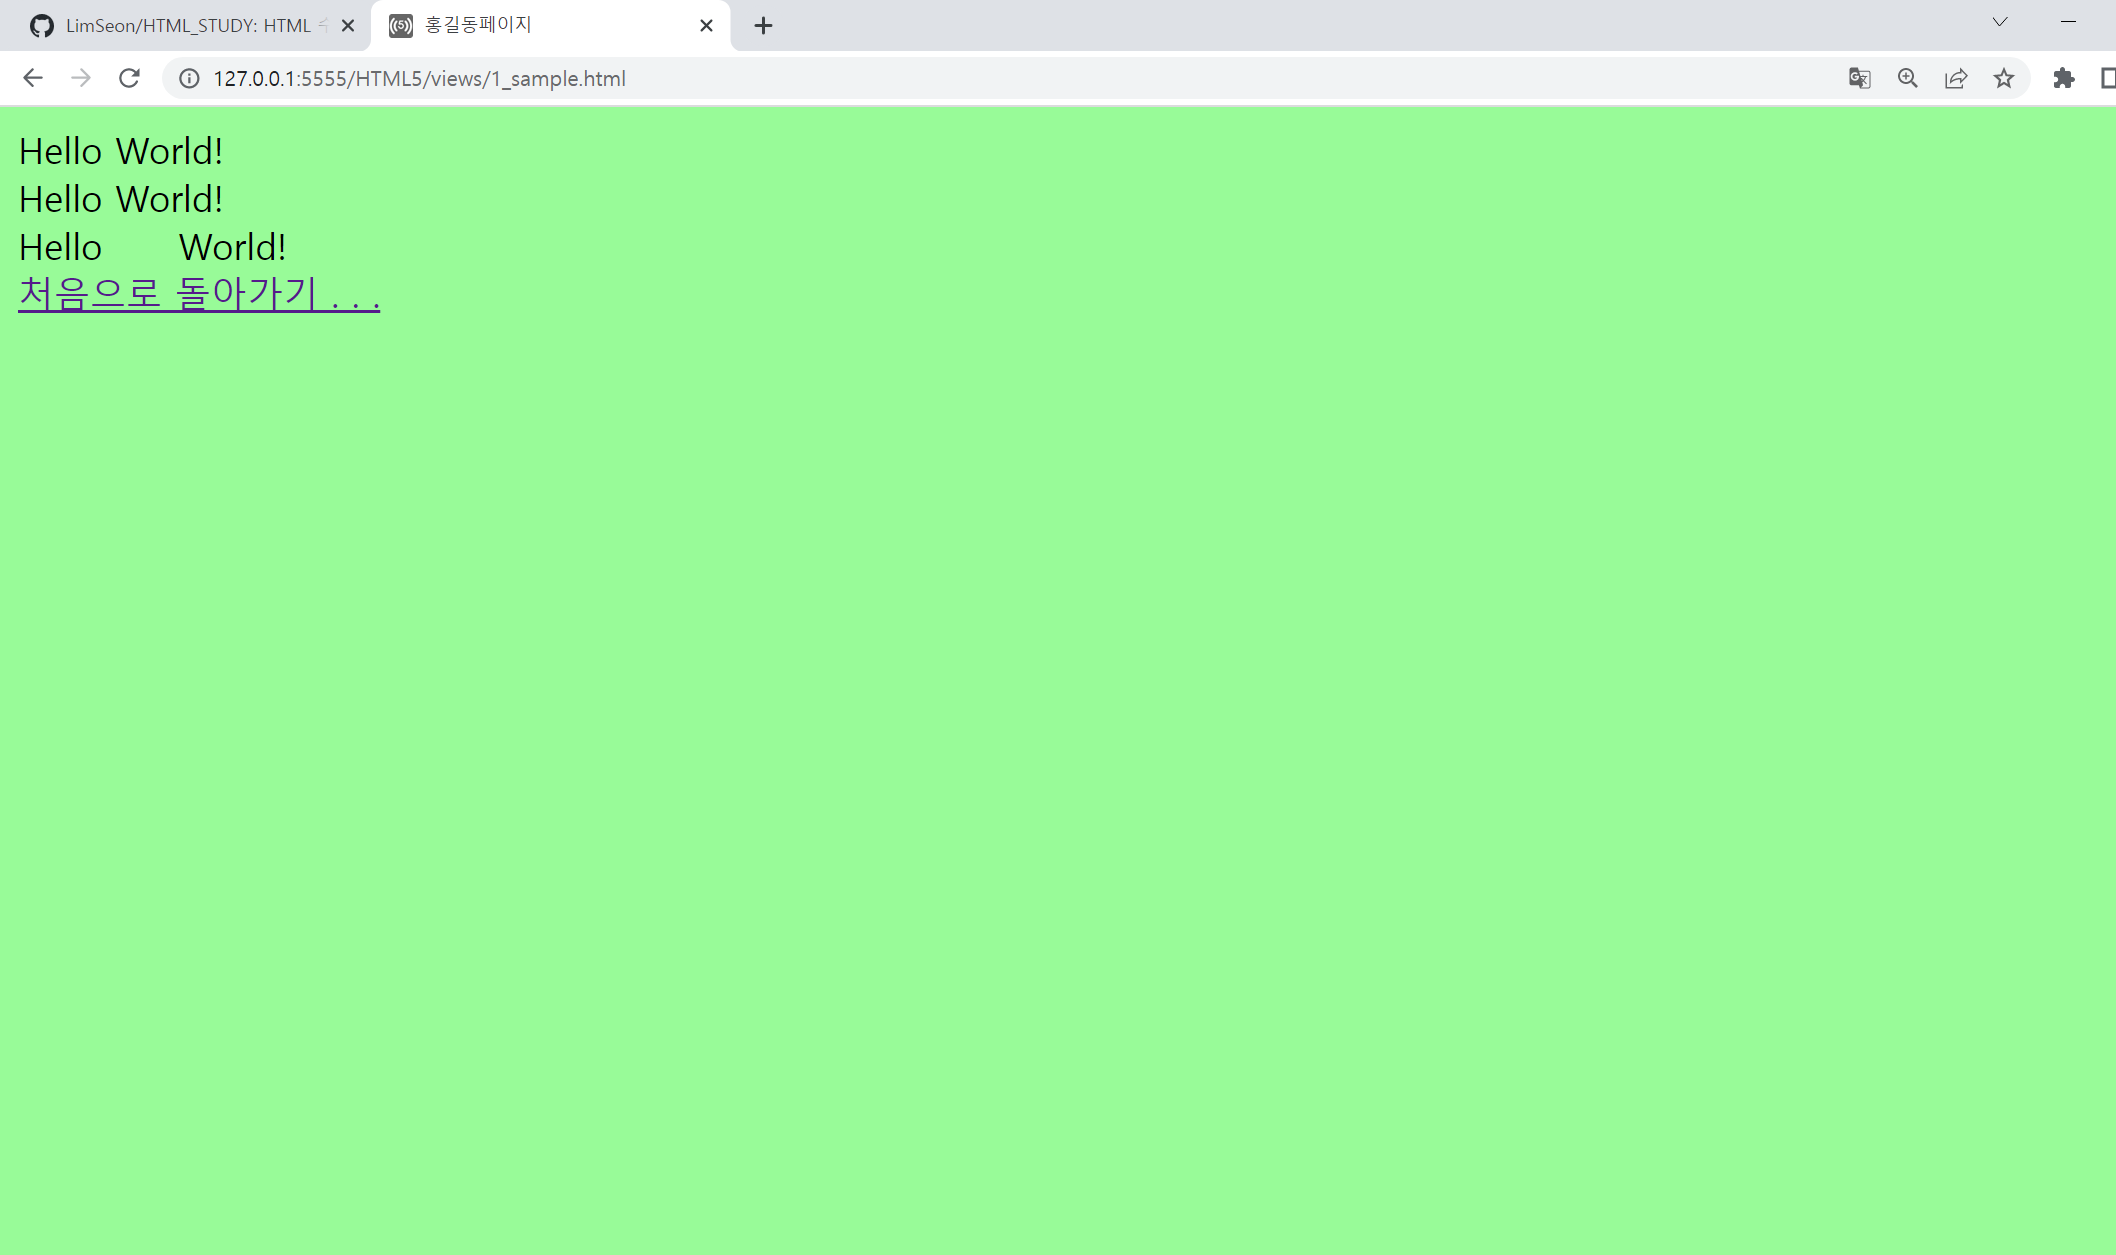 LimSeon/HTML_STUDY: HTML
홍길동페이지
127.0.0.1:5555/HTML5/views/1_sample.html
Hello World!
Hello World!
Hello      World!
처음으로 돌아가기 . . .